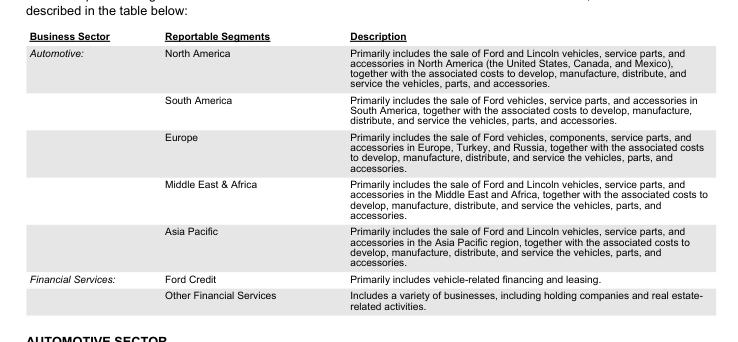 described in the table below:
Business Sector Reportable Segments Description
Automotive: North America Primarily includes the sale of Ford and Lincoln vehicles, service parts, and
accessories in North America (the United States, Canada, and Mexico),
together with the associated costs to develop, manufacture, distribute, and
service the vehicles, parts, and accessories.
South America Primarily includes the sale of Ford vehicles, service parts, and accessories in
South America, together with the associated costs to develop, manufacture,
distribute, and service the vehicles, parts, and accessories.
Europe Primarily includes the sale of Ford vehicles, components, service parts, and
accessories in Europe, Turkey, and Russia, together with the associated costs
to develop, manufacture, distribute, and service the vehicles, parts, and
accessories.
Middle East & Africa Primarily includes the sale of Ford and Lincoln vehicles, service parts, and
accessories in the Middle East and Africa, together with the associated costs to
develop, manufacture, distribute, and service the vehicles, parts, and
accessories.
Asia Pacific Primarily includes the sale of Ford and Lincoln vehicles, service parts, and
accessories in the Asia Pacific region, together with the associated costs to
develop, manufacture, distribute, and service the vehicles, parts, and
accessories.
Financial Services: Ford Credit Primarily includes vehicle-related financing and leasing.
Other Financial Services Includes a variety of businesses, including holding companies and real estate-
related activities.
AUTOMOTIVE SECTOR